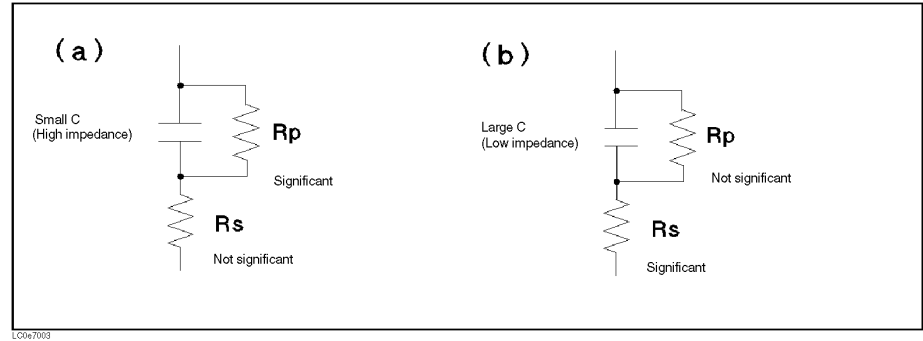 (a)
Small C
(High impedance)
Rp
Significant
Rs
Not significant
(b)
Large C
(Low impedance)
Rp
Not significant
Rs
Significant
LC0e7003